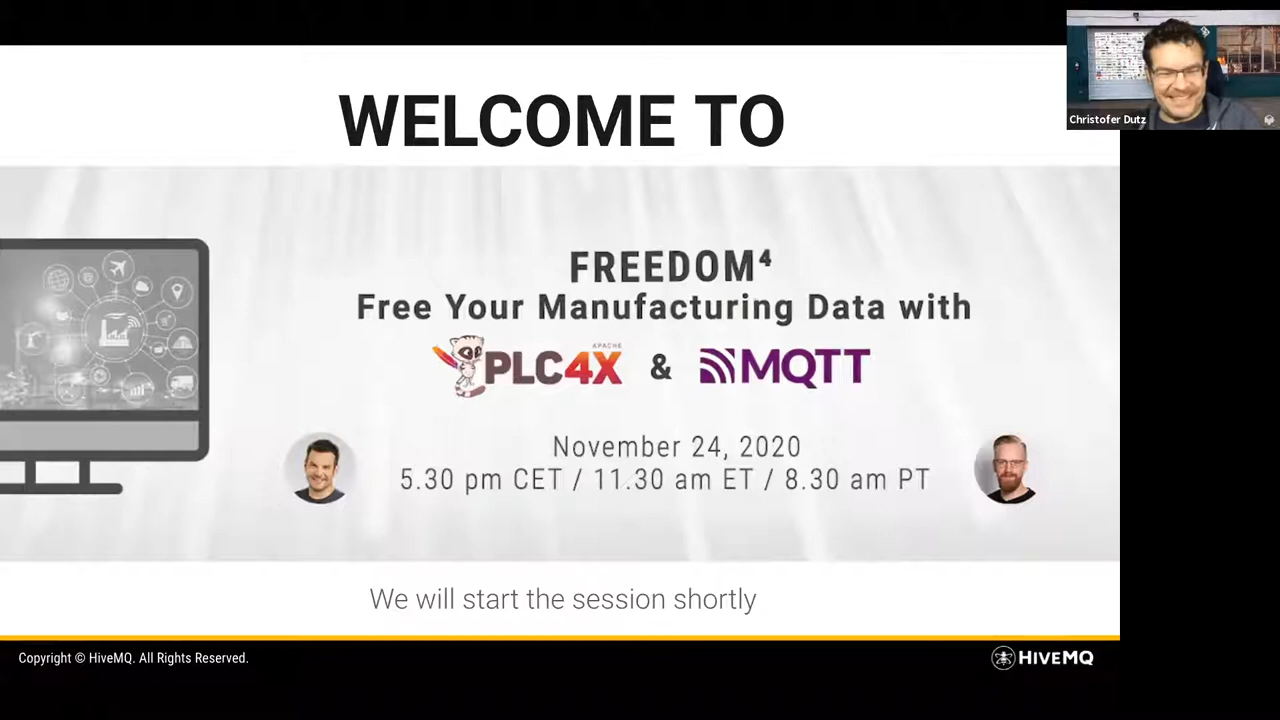 WELCOME TO
Christofer Dutz
FREEDOM⁴
Free Your Manufacturing Data with
APACHE
PLC4X & MQTT
November 24, 2020
5.30 pm CET / 11.30 am ET / 8.30 am PT
We will start the session shortly
Copyright © HiveMQ. All Rights Reserved.
HIVEMQ